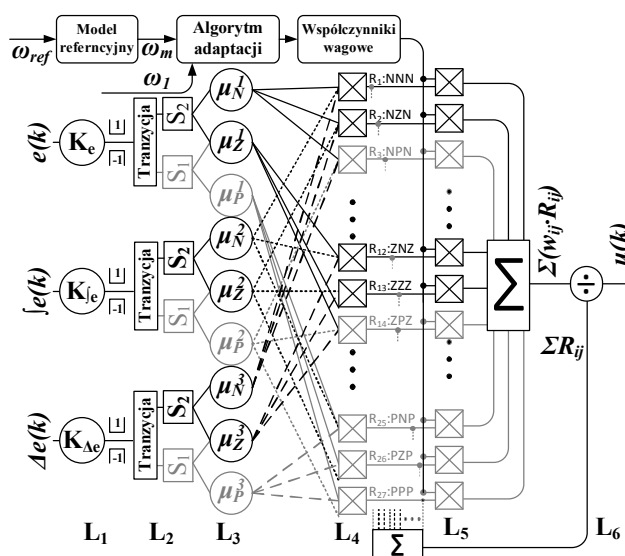 Model referncyjny
Algorytm adaptacji
Współczynniki wagowe
ω_ref
ω_m
ω_1
e(k)
K_e
1
-1
Tranzycja
S_2
S_1
μ_N^1
μ_Z^1
μ_P^1
∫e(k)
K_∫e
1
-1
Tranzycja
S_2
S_1
μ_N^2
μ_Z^2
μ_P^2
Δe(k)
K_Δe
1
-1
Tranzycja
S_2
S_1
μ_N^3
μ_Z^3
μ_P^3
R_1:NNN
R_2:NZN
R_3:NPN
R_12:ZNZ
R_13:ZZZ
R_14:ZPZ
R_25:PNP
R_26:PZP
R_27:PPP
Σ
Σ(w_ij·R_ij)
÷
u(k)
ΣR_ij
Σ
L_1
L_2
L_3
L_4
L_5
L_6